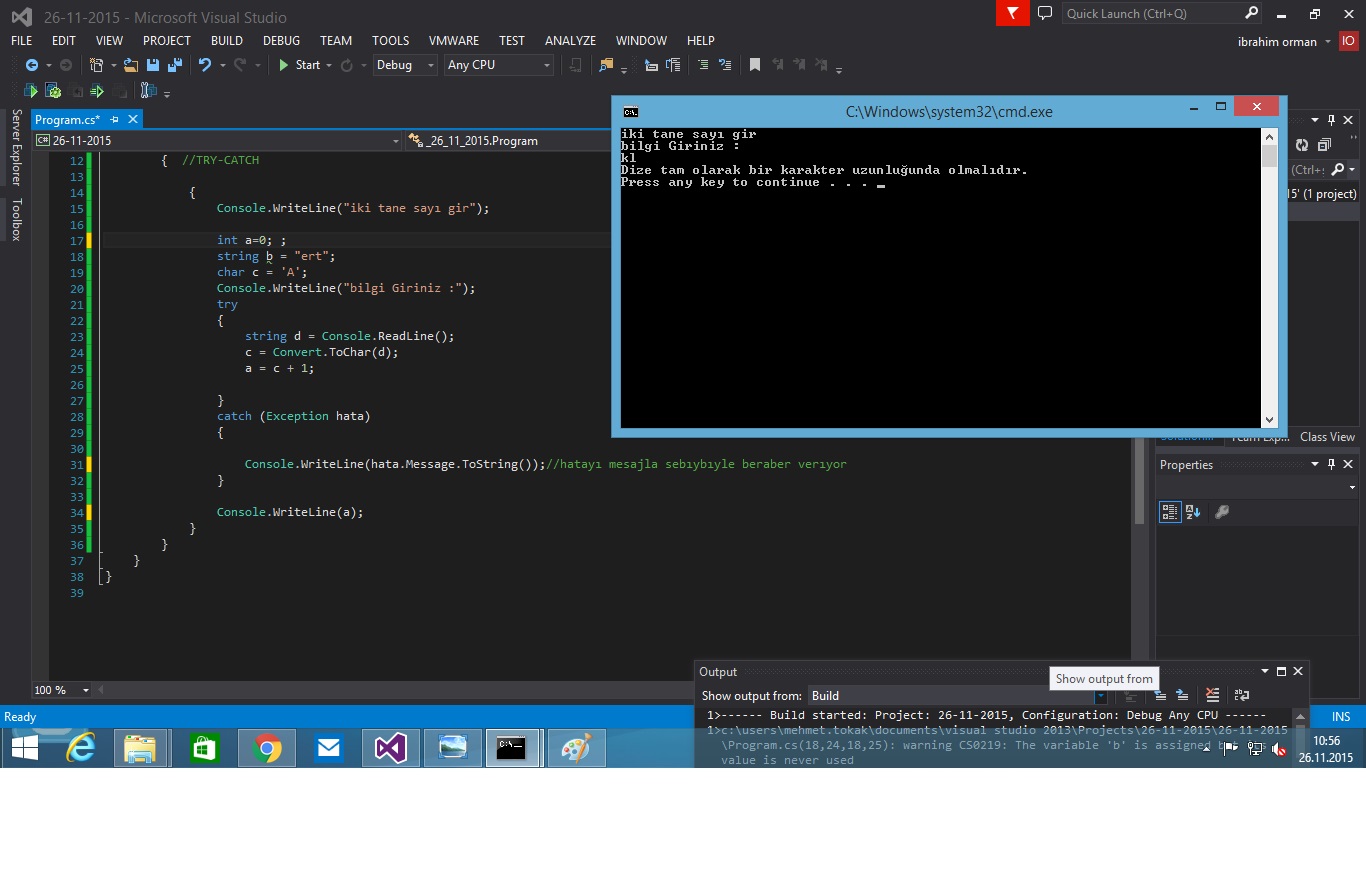 26-11-2015 - Microsoft Visual Studio
Quick Launch (Ctrl+Q)
FILE EDIT VIEW PROJECT BUILD DEBUG TEAM TOOLS VMWARE TEST ANALYZE WINDOW HELP
ibrahim orman IO
Start Debug Any CPU
Server Explorer
Toolbox
Program.cs*
C# 26-11-2015
_26_11_2015.Program
12 { //TRY-CATCH
13
14 {
15 Console.WriteLine("iki tane sayı gir");
16
17 int a=0; ;
18 string b = "ert";
19 char c = 'A';
20 Console.WriteLine("bilgi Giriniz :");
21 try
22 {
23 string d = Console.ReadLine();
24 c = Convert.ToChar(d);
25 a = c + 1;
26
27 }
28 catch (Exception hata)
29 {
30
31 Console.WriteLine(hata.Message.ToString());//hatayı mesajla sebıybıyle beraber verıyor
32 }
33
34 Console.WriteLine(a);
35 }
36 }
37 }
38 }
39
C:\Windows\system32\cmd.exe
iki tane sayı gir
bilgi Giriniz :
kl
Dize tam olarak bir karakter uzunluğunda olmalıdır.
Press any key to continue . . . _
(Ctrl+;
15' (1 project)
Solution... Team Exp... Class View
Properties
100 %
Output
Show output from
Show output from: Build
1>------ Build started: Project: 26-11-2015, Configuration: Debug Any CPU ------
1>c:\users\mehmet.tokak\documents\visual studio 2013\Projects\26-11-2015\26-11-2015
\Program.cs(18,24,18,25): warning CS0219: The variable 'b' is assigned
value is never used
Ready
INS
10:56
26.11.2015